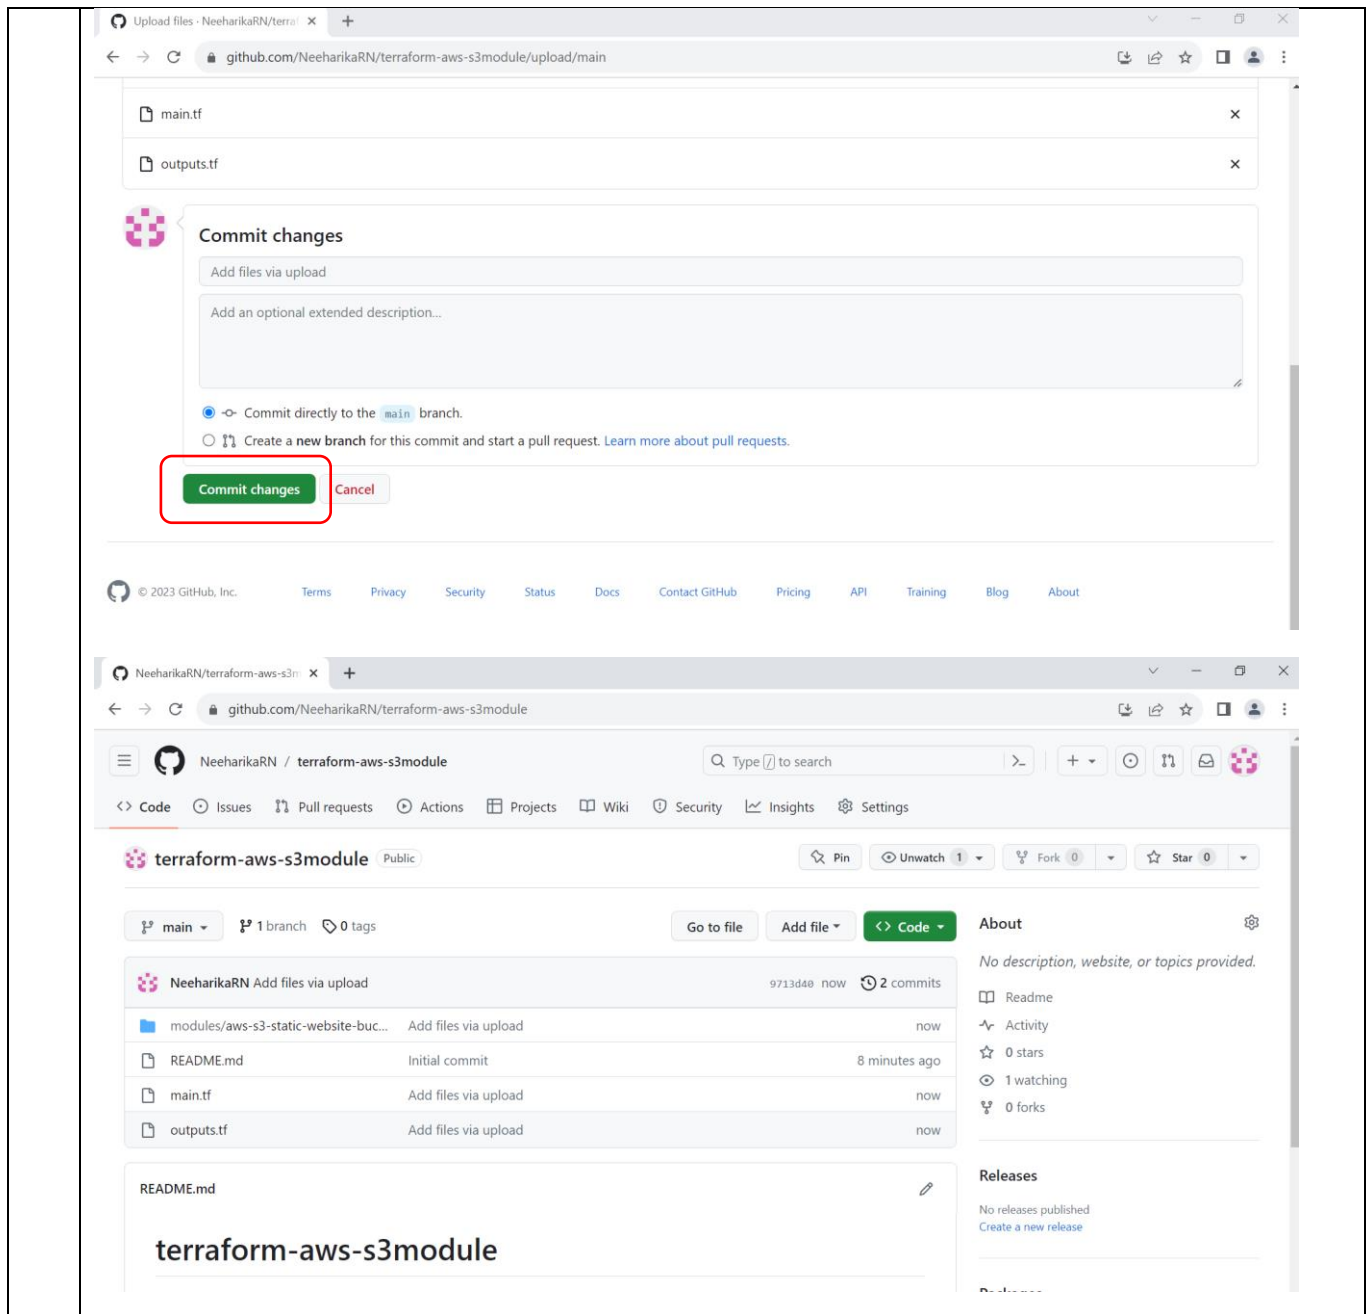 Upload files · NeeharikaRN/terraf
github.com/NeeharikaRN/terraform-aws-s3module/upload/main
main.tf
outputs.tf
Commit changes
Add files via upload
Add an optional extended description...
Commit directly to the main branch.
Create a new branch for this commit and start a pull request. Learn more about pull requests.
Commit changes Cancel
© 2023 GitHub, Inc. Terms Privacy Security Status Docs Contact GitHub Pricing API Training Blog About
NeeharikaRN/terraform-aws-s3m
github.com/NeeharikaRN/terraform-aws-s3module
NeeharikaRN / terraform-aws-s3module Type / to search
<> Code Issues Pull requests Actions Projects Wiki Security Insights Settings
terraform-aws-s3module Public Pin Unwatch 1 Fork 0 Star 0
main 1 branch 0 tags Go to file Add file <> Code
NeeharikaRN Add files via upload 9713d40 now 2 commits
modules/aws-s3-static-website-buc... Add files via upload now
README.md Initial commit 8 minutes ago
main.tf Add files via upload now
outputs.tf Add files via upload now
README.md
terraform-aws-s3module
About
No description, website, or topics provided.
Readme
Activity
0 stars
1 watching
0 forks
Releases
No releases published
Create a new release